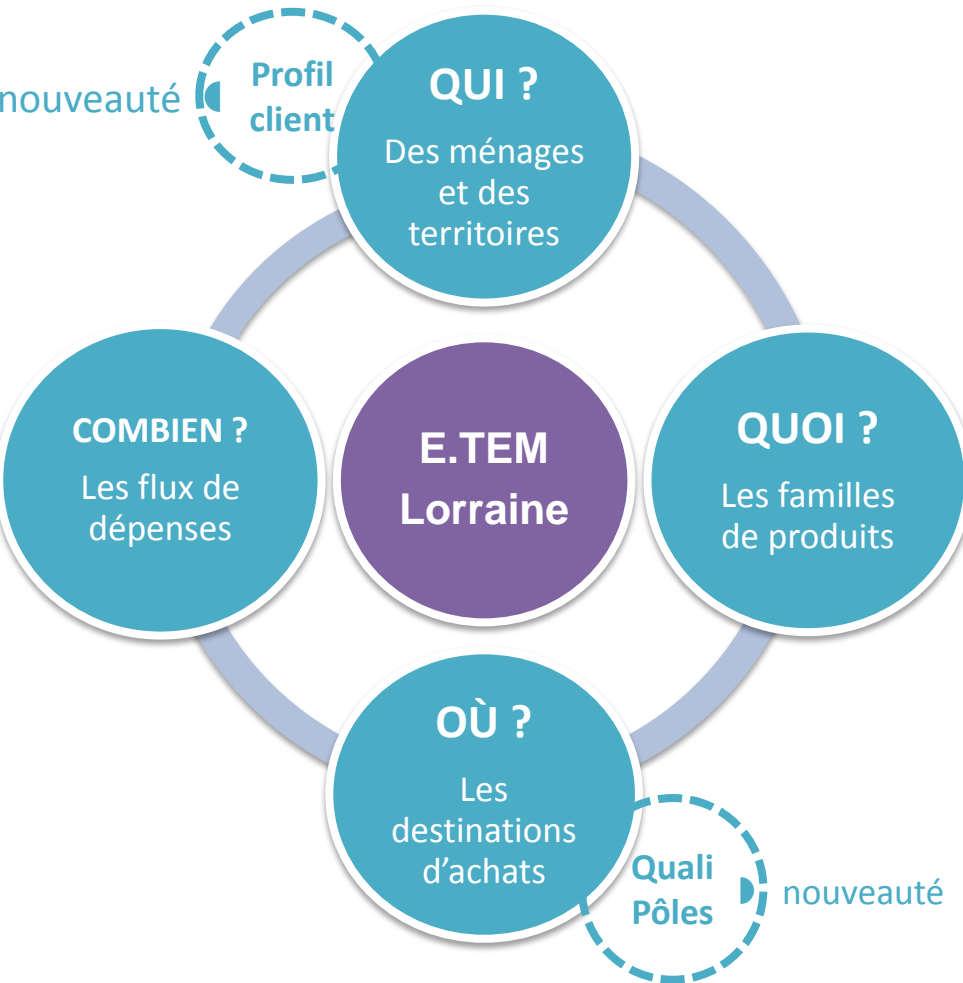 nouveauté
Profil
client
QUI ?
Des ménages
et des
territoires
COMBIEN ?
Les flux de
dépenses
E.TEM
Lorraine
QUOI ?
Les familles
de produits
OÙ ?
Les
destinations
d’achats
Quali
Pôles
nouveauté